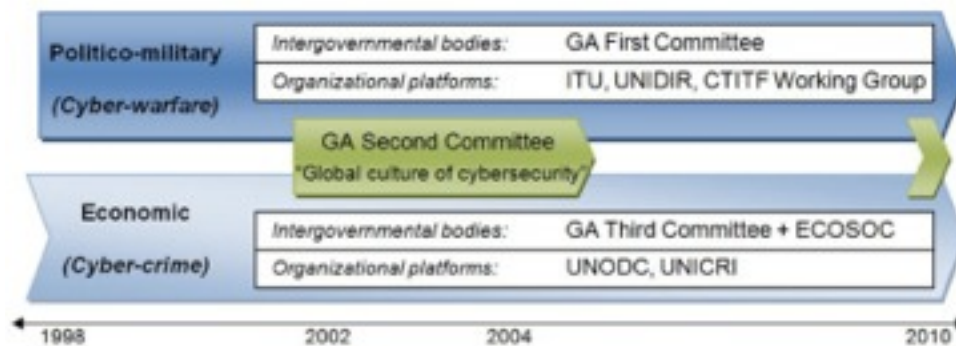 Politico-military
(Cyber-warfare)
Intergovernmental bodies: GA First Committee
Organizational platforms: ITU, UNIDIR, CTITF Working Group
GA Second Committee
"Global culture of cybersecurity"
Economic
(Cyber-crime)
Intergovernmental bodies: GA Third Committee + ECOSOC
Organizational platforms: UNODC, UNICRI
1998 2002 2004 2010